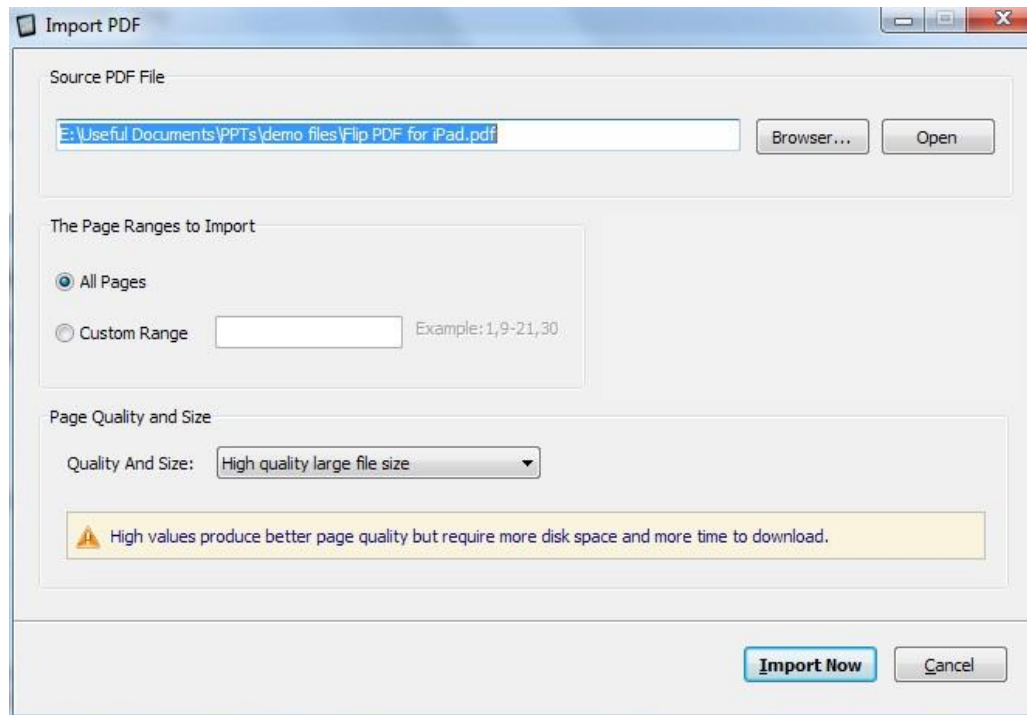 Import PDF
Source PDF File
E:\Useful Documents\PPTs\demo files\Flip PDF for iPad.pdf
Browser...
Open
The Page Ranges to Import
All Pages
Custom Range
Example:1,9-21,30
Page Quality and Size
Quality And Size:
High quality large file size
High values produce better page quality but require more disk space and more time to download.
Import Now
Cancel